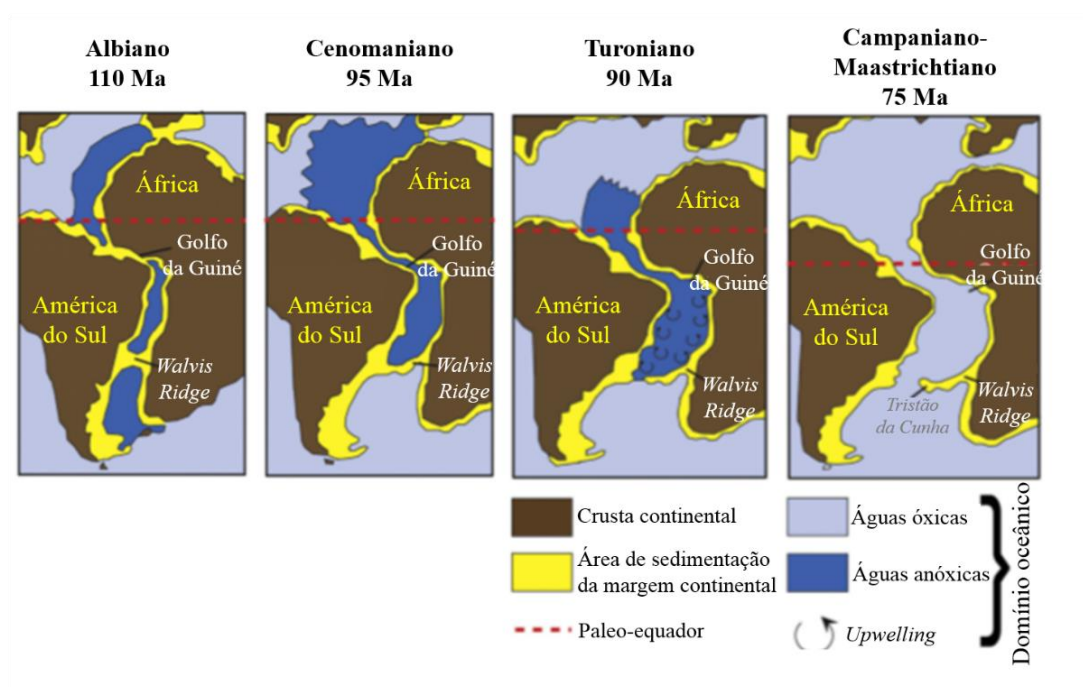 Albiano
110 Ma
Cenomaniano
95 Ma
Turoniano
90 Ma
Campaniano-
Maastrichtiano
75 Ma
África
Golfo
da Guiné
América
do Sul
Walvis
Ridge
África
Golfo
da Guiné
América
do Sul
Walvis
Ridge
África
Golfo
da Guiné
América
do Sul
Walvis
Ridge
África
Golfo
da Guiné
América
do Sul
Tristão
da Cunha
Walvis
Ridge
Crusta continental
Área de sedimentação
da margem continental
Paleo-equador
Águas óxicas
Águas anóxicas
Upwelling
Domínio oceânico